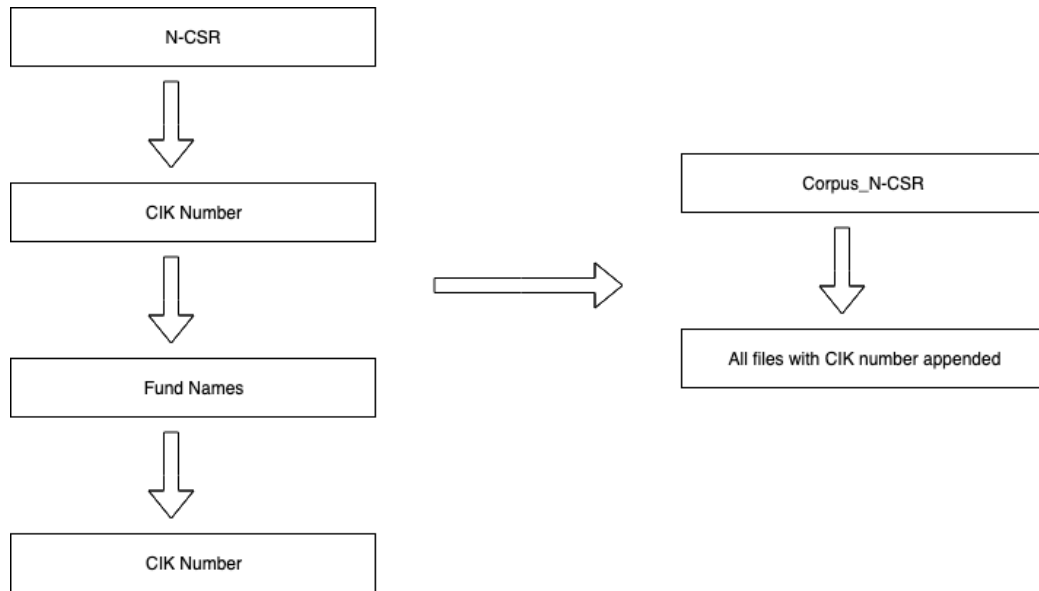 N-CSR
CIK Number
Fund Names
CIK Number
Corpus_N-CSR
All files with CIK number appended